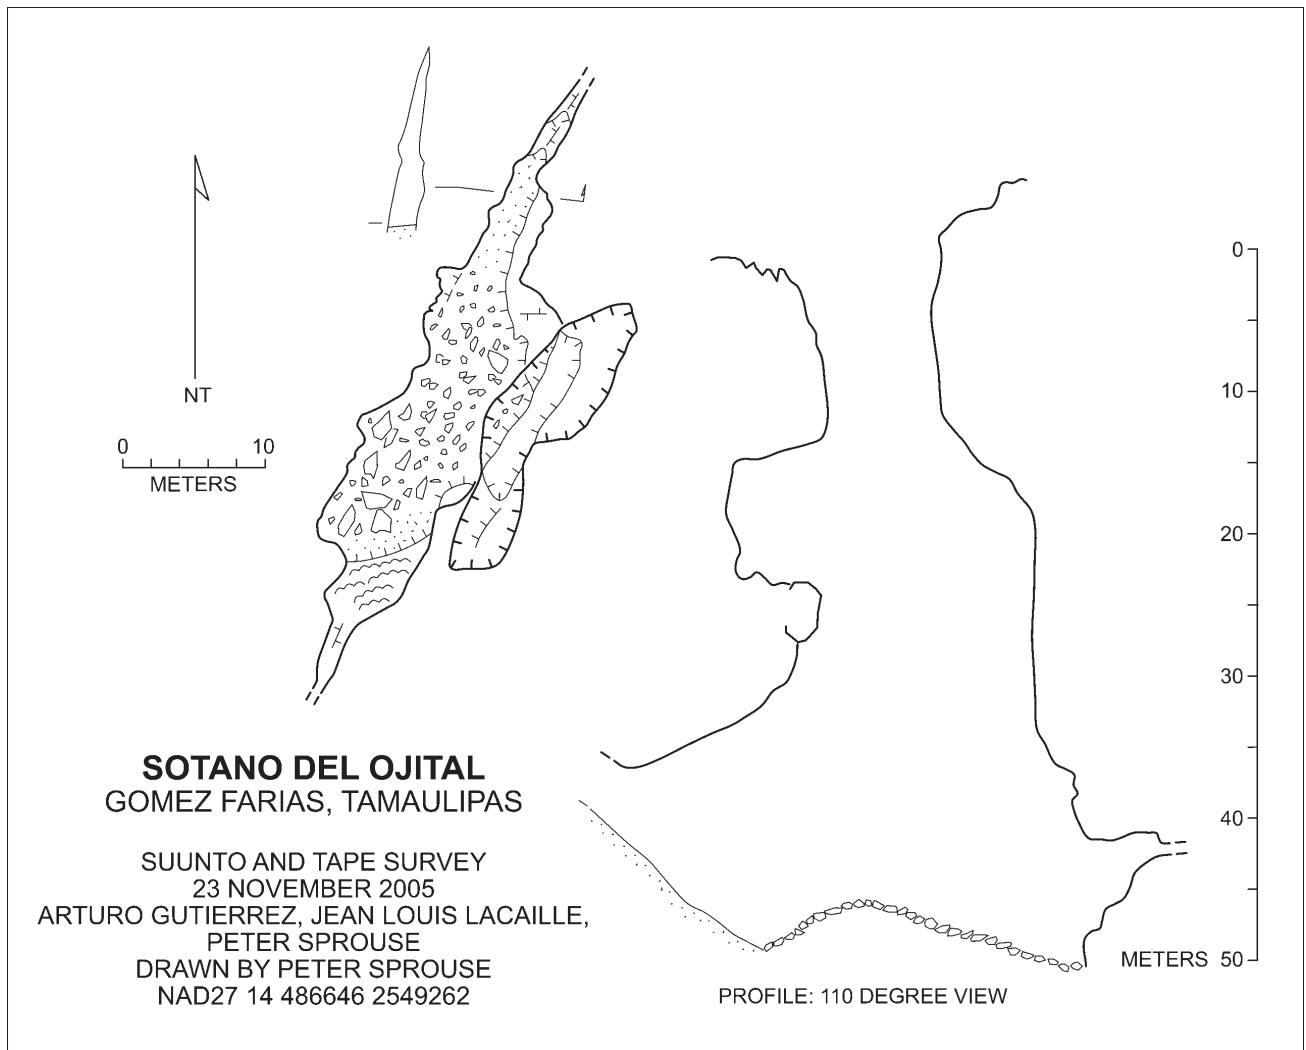 NT
0 10
METERS
SOTANO DEL OJITAL
GOMEZ FARIAS, TAMAULIPAS
SUUNTO AND TAPE SURVEY
23 NOVEMBER 2005
ARTURO GUTIERREZ, JEAN LOUIS LACAILLE,
PETER SPROUSE
DRAWN BY PETER SPROUSE
NAD27 14 486646 2549262
0
10
20
30
40
METERS 50
PROFILE: 110 DEGREE VIEW